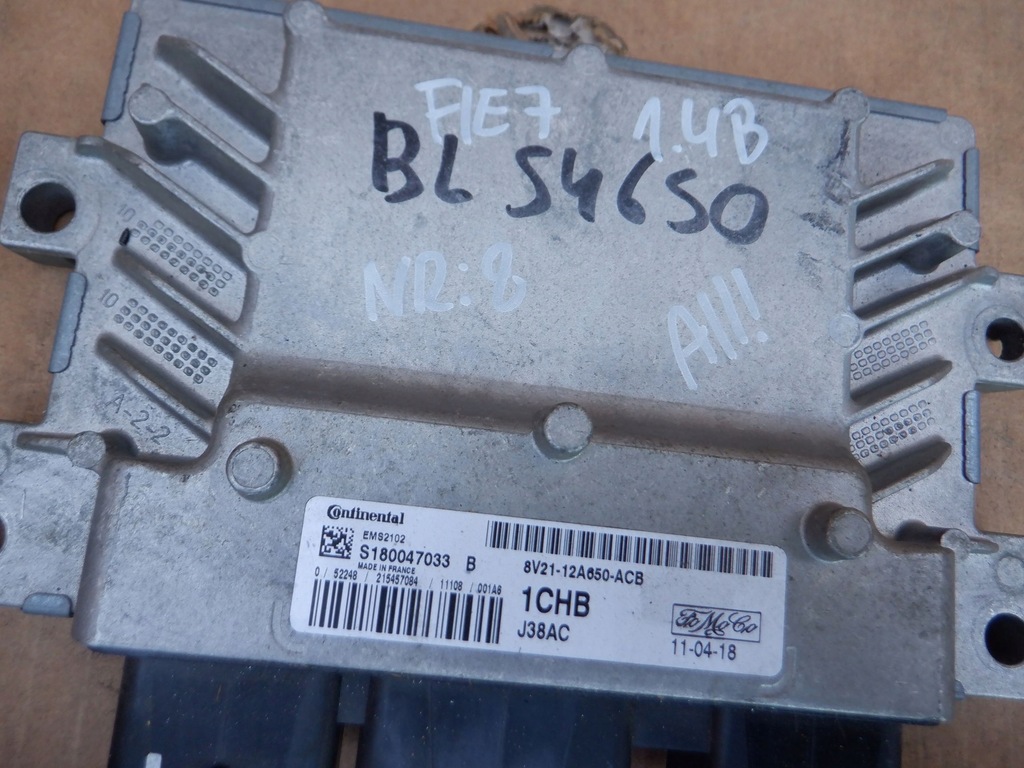 FIE7 1.4B
BL 54650
NR:8
All!
10
10
A-2-2
Continental
EMS2102
S180047033 B
MADE IN FRANCE
0 / 52248 / 215457084 / 11108 / 001A6
8V21-12A650-ACB
1CHB
J38AC
FoMoCo
11-04-18